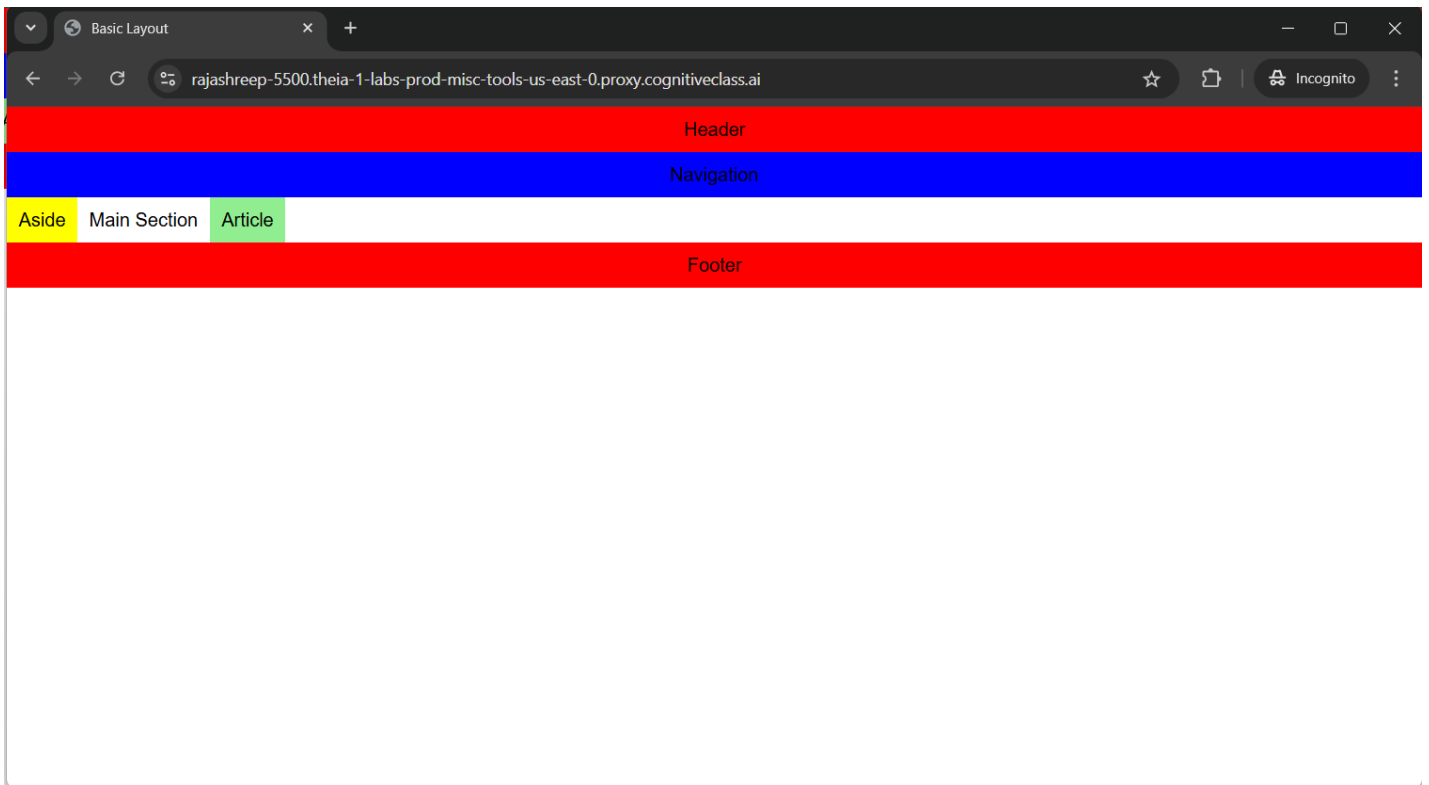 Basic Layout
rajashreep-5500.theia-1-labs-prod-misc-tools-us-east-0.proxy.cognitiveclass.ai
Incognito
Header
Navigation
Aside Main Section Article
Footer